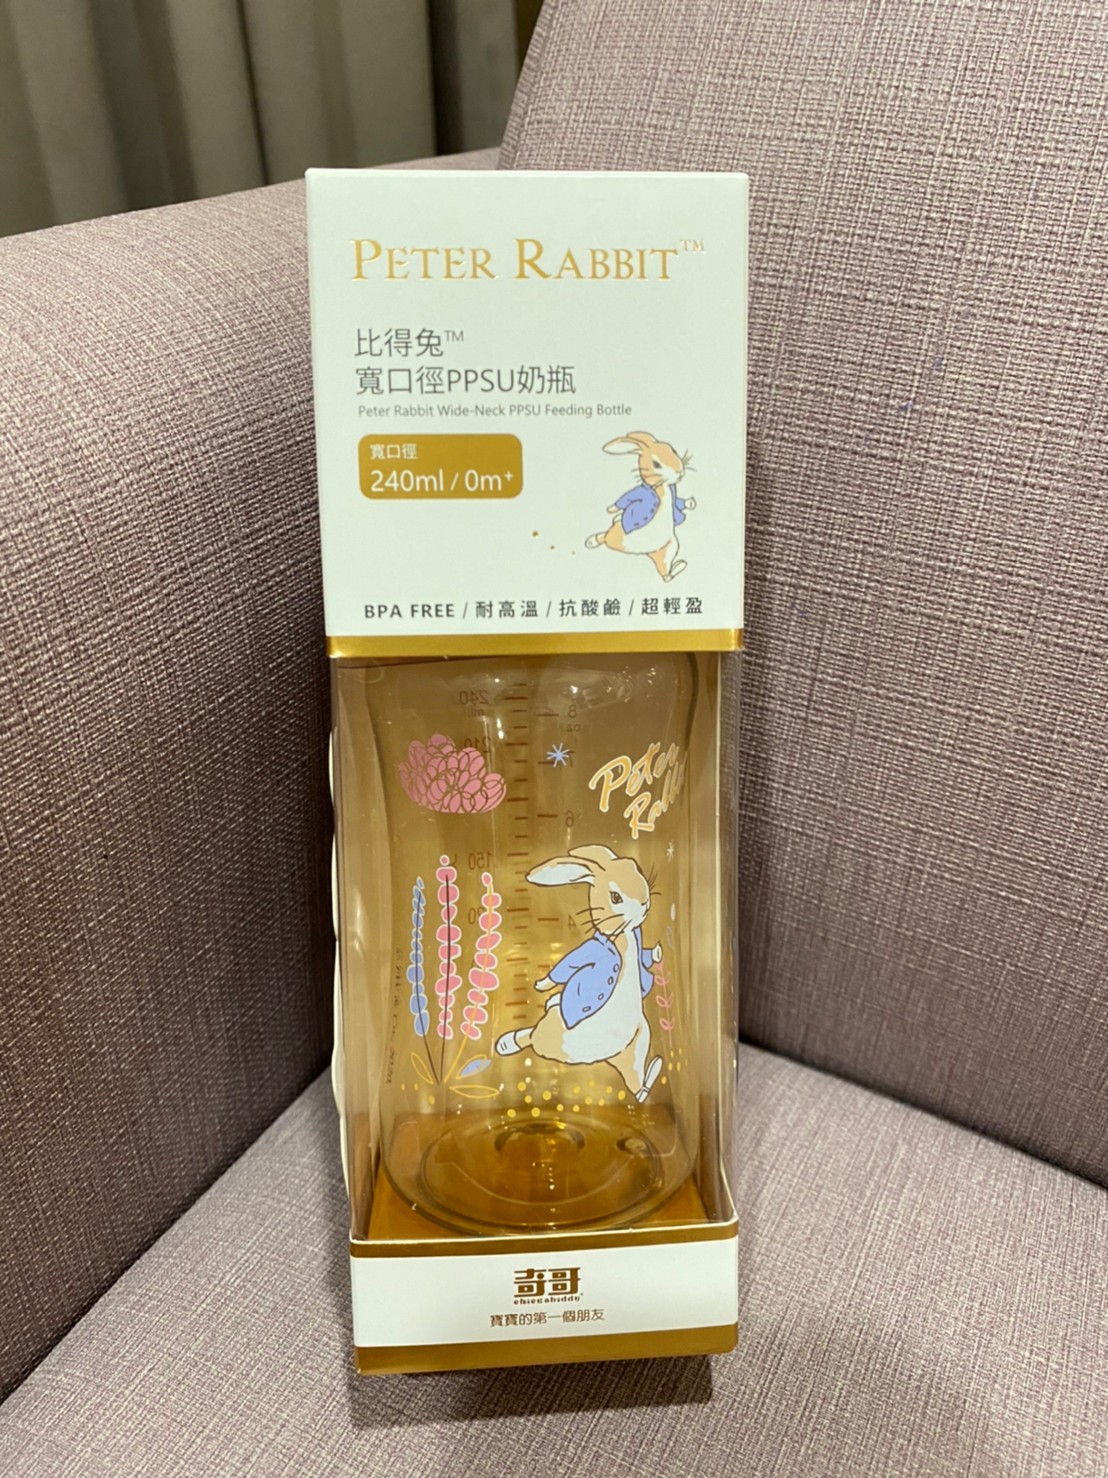 PETER RABBIT™
比得兔™
寬口徑PPSU奶瓶
Peter Rabbit Wide-Neck PPSU Feeding Bottle
寬口徑
240ml / 0m⁺
BPA FREE / 耐高溫 / 抗酸鹼 / 超輕盈
240
8
210
Peter
6
150
4
奇哥
chickabiddy
寶寶的第一個朋友